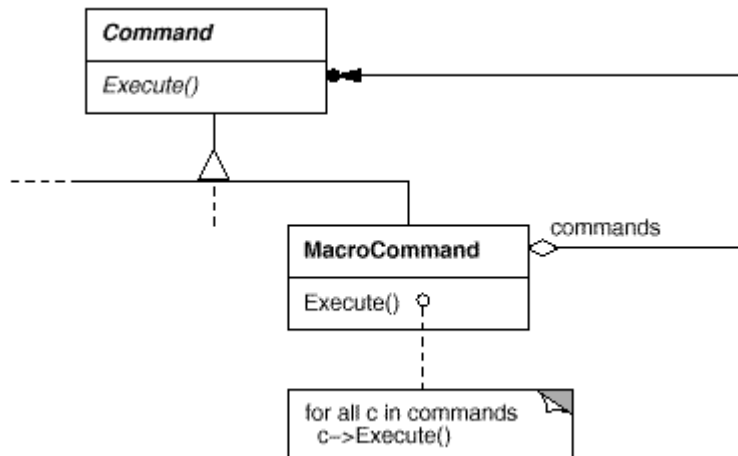 Command
Execute()
commands
MacroCommand
Execute()
for all c in commands
c->Execute()